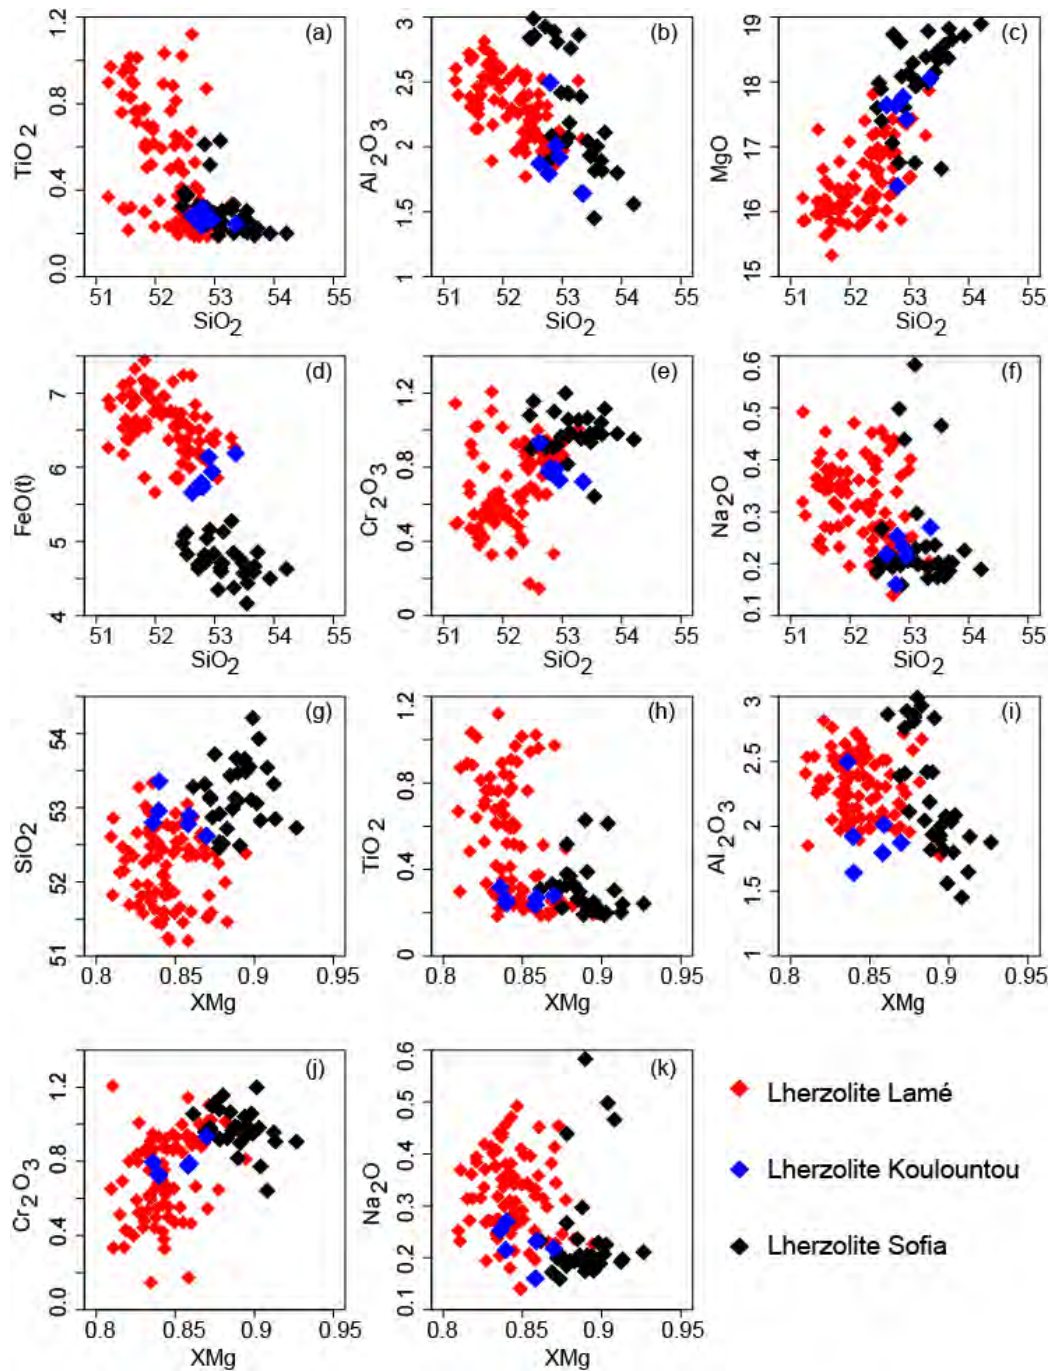 (a)
TiO2
0.0 0.4 0.8 1.2
51 52 53 54 55
SiO2
(b)
Al2O3
1 1.5 2 2.5 3
51 52 53 54 55
SiO2
(c)
MgO
15 16 17 18 19
51 52 53 54 55
SiO2
(d)
FeO(t)
4 5 6 7
51 52 53 54 55
SiO2
(e)
Cr2O3
0 0.4 0.8 1.2
51 52 53 54 55
SiO2
(f)
Na2O
0.1 0.2 0.3 0.4 0.5 0.6
51 52 53 54 55
SiO2
(g)
SiO2
51 52 53 54
0.8 0.85 0.9 0.95
XMg
(h)
TiO2
0 0.4 0.8 1.2
0.8 0.85 0.9 0.95
XMg
(i)
Al2O3
1 1.5 2 2.5 3
0.8 0.85 0.9 0.95
XMg
(j)
Cr2O3
0.0 0.4 0.8 1.2
0.8 0.85 0.9 0.95
XMg
(k)
Na2O
0.1 0.2 0.3 0.4 0.5 0.6
0.8 0.85 0.9 0.95
XMg
Lherzolite Lamé
Lherzolite Koulountou
Lherzolite Sofia